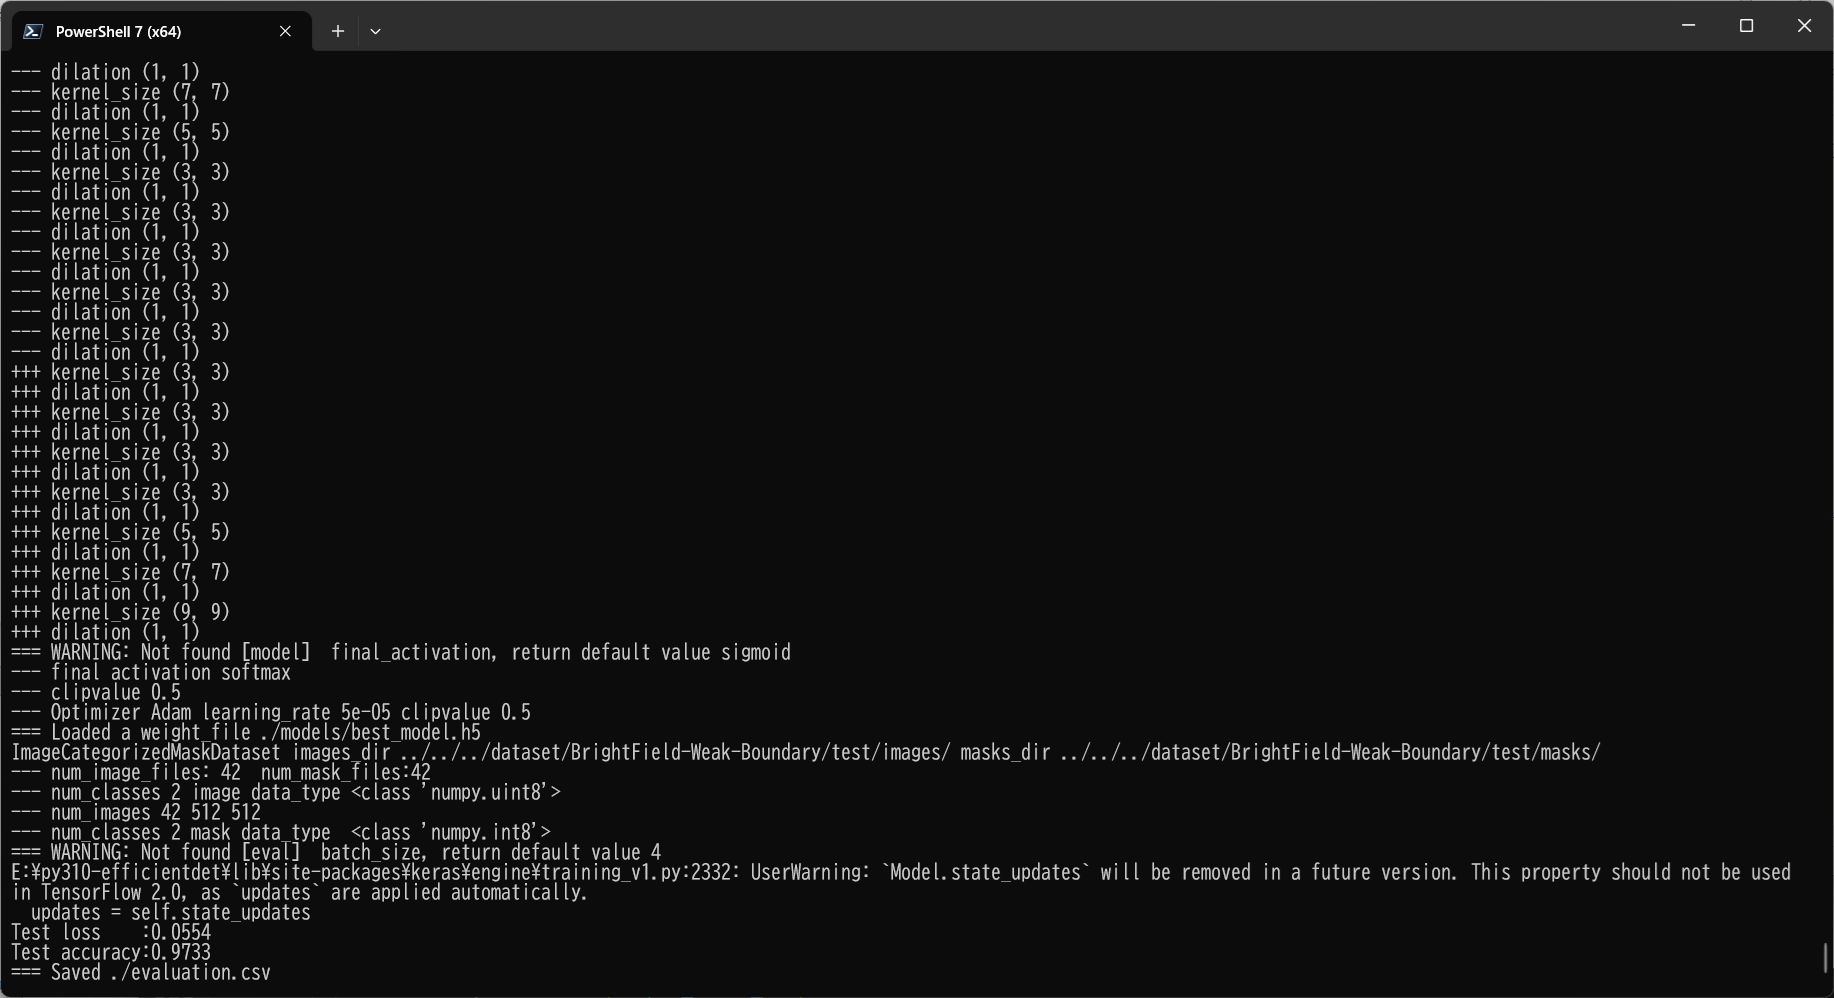 PowerShell 7 (x64)
--- dilation (1, 1)
--- kernel_size (7, 7)
--- dilation (1, 1)
--- kernel_size (5, 5)
--- dilation (1, 1)
--- kernel_size (3, 3)
--- dilation (1, 1)
--- kernel_size (3, 3)
--- dilation (1, 1)
--- kernel_size (3, 3)
--- dilation (1, 1)
--- kernel_size (3, 3)
--- dilation (1, 1)
--- kernel_size (3, 3)
--- dilation (1, 1)
+++ kernel_size (3, 3)
+++ dilation (1, 1)
+++ kernel_size (3, 3)
+++ dilation (1, 1)
+++ kernel_size (3, 3)
+++ dilation (1, 1)
+++ kernel_size (3, 3)
+++ dilation (1, 1)
+++ kernel_size (5, 5)
+++ dilation (1, 1)
+++ kernel_size (7, 7)
+++ dilation (1, 1)
+++ kernel_size (9, 9)
+++ dilation (1, 1)
=== WARNING: Not found [model]  final_activation, return default value sigmoid
--- final activation softmax
--- clipvalue 0.5
--- Optimizer Adam learning_rate 5e-05 clipvalue 0.5
=== Loaded a weight_file ./models/best_model.h5
ImageCategorizedMaskDataset images_dir ../../../dataset/BrightField-Weak-Boundary/test/images/ masks_dir ../../../dataset/BrightField-Weak-Boundary/test/masks/
--- num_image_files: 42  num_mask_files:42
--- num_classes 2 image data_type <class 'numpy.uint8'>
--- num_images 42 512 512
--- num_classes 2 mask data_type  <class 'numpy.int8'>
=== WARNING: Not found [eval]  batch_size, return default value 4
E:¥py310-efficientdet¥lib¥site-packages¥keras¥engine¥training_v1.py:2332: UserWarning: `Model.state_updates` will be removed in a future version. This property should not be used
in TensorFlow 2.0, as `updates` are applied automatically.
  updates = self.state_updates
Test loss    :0.0554
Test accuracy:0.9733
=== Saved ./evaluation.csv